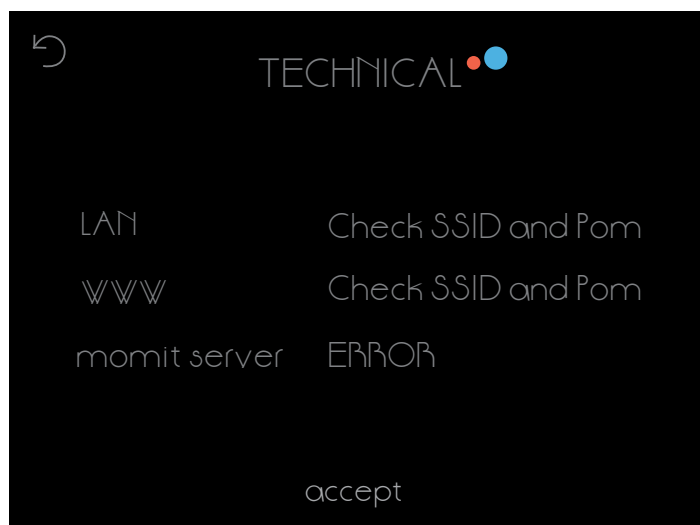 TECHNICAL
LAN Check SSID and Pom
WWW Check SSID and Pom
momit server ERROR
accept